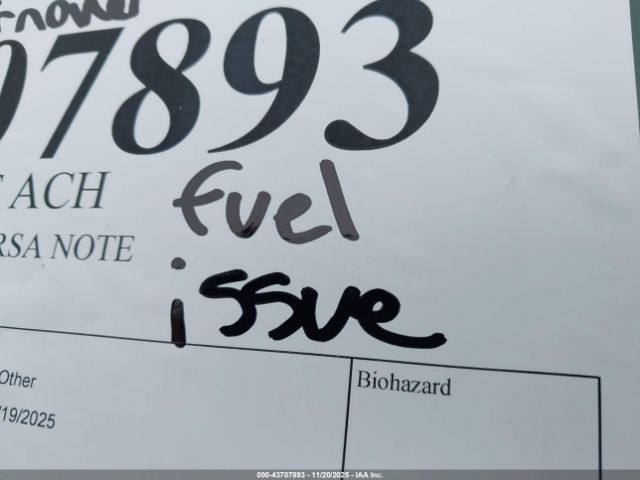 07893
ACH
RSA NOTE
fuel
issue
Other
/19/2025
Biohazard
000-43707893 - 11/20/2025 - IAA Inc.